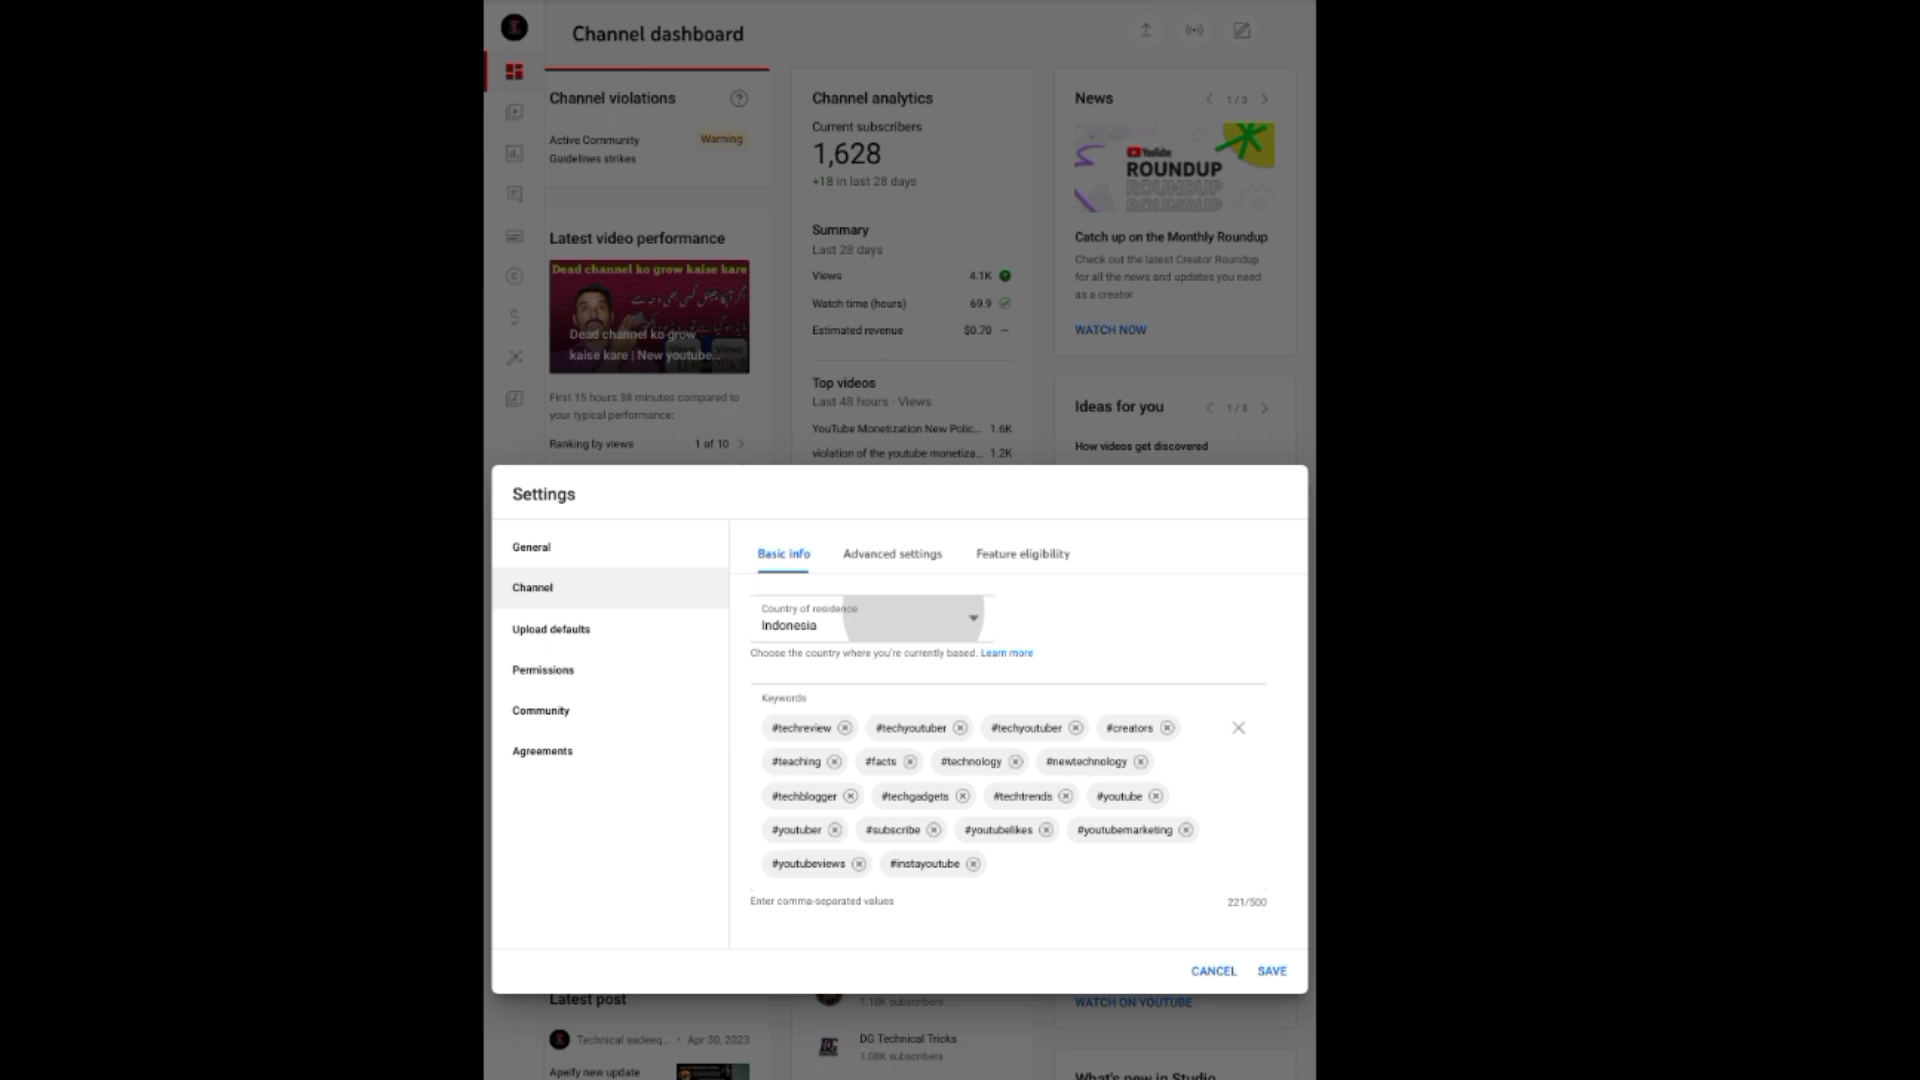 Channel dashboard
Channel violations
Active Community
Guidelines strikes
Warning
Latest video performance
Dead channel ko grow kaise kare
Dead channel ko grow
kaise kare | New youtube...
First 15 hours 38 minutes compared to
your typical performance:
Ranking by views 1 of 10
Channel analytics
Current subscribers
1,628
+18 in last 28 days
Summary
Last 28 days
Views 4.1K
Watch time (hours) 69.9
Estimated revenue $0.70 —
Top videos
Last 48 hours · Views
YouTube Monetization New Polic... 1.6K
violation of the youtube monetiza... 1.2K
News 1 / 3
YouTube
ROUNDUP
ROUNDUP
ROUNDUP
Catch up on the Monthly Roundup
Check out the latest Creator Roundup
for all the news and updates you need
as a creator
WATCH NOW
Ideas for you 1 / 3
How videos get discovered
Settings
General
Channel
Upload defaults
Permissions
Community
Agreements
Basic info Advanced settings Feature eligibility
Country of residence
Indonesia
Choose the country where you're currently based. Learn more
Keywords
#techreview #techyoutuber #techyoutuber #creators
#teaching #facts #technology #newtechnology
#techblogger #techgadgets #techtrends #youtube
#youtuber #subscribe #youtubelikes #youtubemarketing
#youtubeviews #instayoutube
Enter comma-separated values 221/500
CANCEL SAVE
Latest post
Technical sadeeq... • Apr 30, 2023
Apeify new update
1.18K subscribers
DG Technical Tricks
1.08K subscribers
WATCH ON YOUTUBE
What's new in Studio